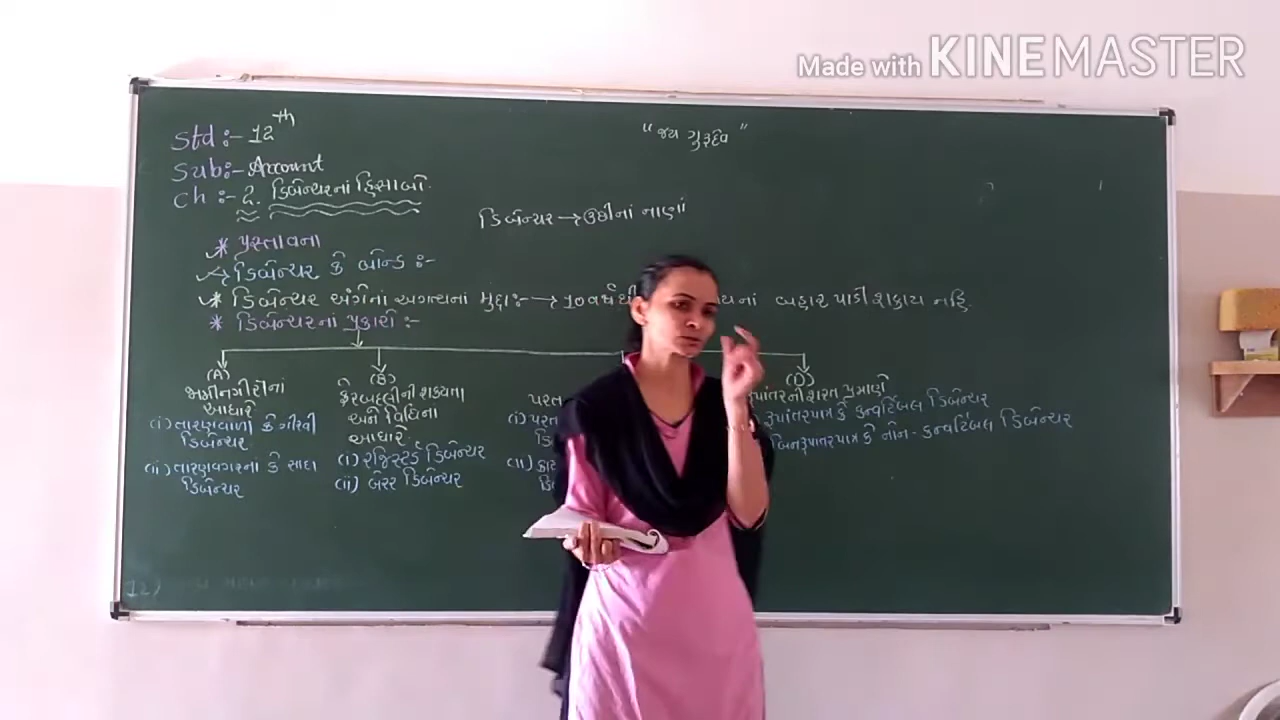 Made with KINEMASTER
Std :- 12th
"જય ગુરૂદેવ"
Sub:- Account
Ch :- 2. ડિબેન્ચરનાં હિસાબો.
ડિબેન્ચર → ઉછીનાં નાણાં
* પ્રસ્તાવના
ડિબેન્ચર કે બોન્ડ :-
* ડિબેન્ચર અંગેનાં અગત્યનાં મુદ્દા :- → 10 વર્ષથી બહાર પાડી શકાય નહિ.
* ડિબેન્ચરનાં પ્રકારો :-
(A)
જામીનગીરીનાં
આધારે
(i) તારણવાળા કે ગીરવી
ડિબેન્ચર
(ii) તારણવગરનાં કે સાદા
ડિબેન્ચર
(B)
ફેરબદલીની શક્યતા
અને વિધિના
આધારે
(i) રજિસ્ટર્ડ ડિબેન્ચર
(ii) બેરર ડિબેન્ચર
પરત
(i) પરત
ડિ
(ii)
ડિ
(D)
રૂપાંતરની શરત પ્રમાણે
રૂપાંતરપાત્ર કે કન્વર્ટિબલ ડિબેન્ચર
બિનરૂપાંતરપાત્ર કે નોન-કન્વર્ટિબલ ડિબેન્ચર
12)